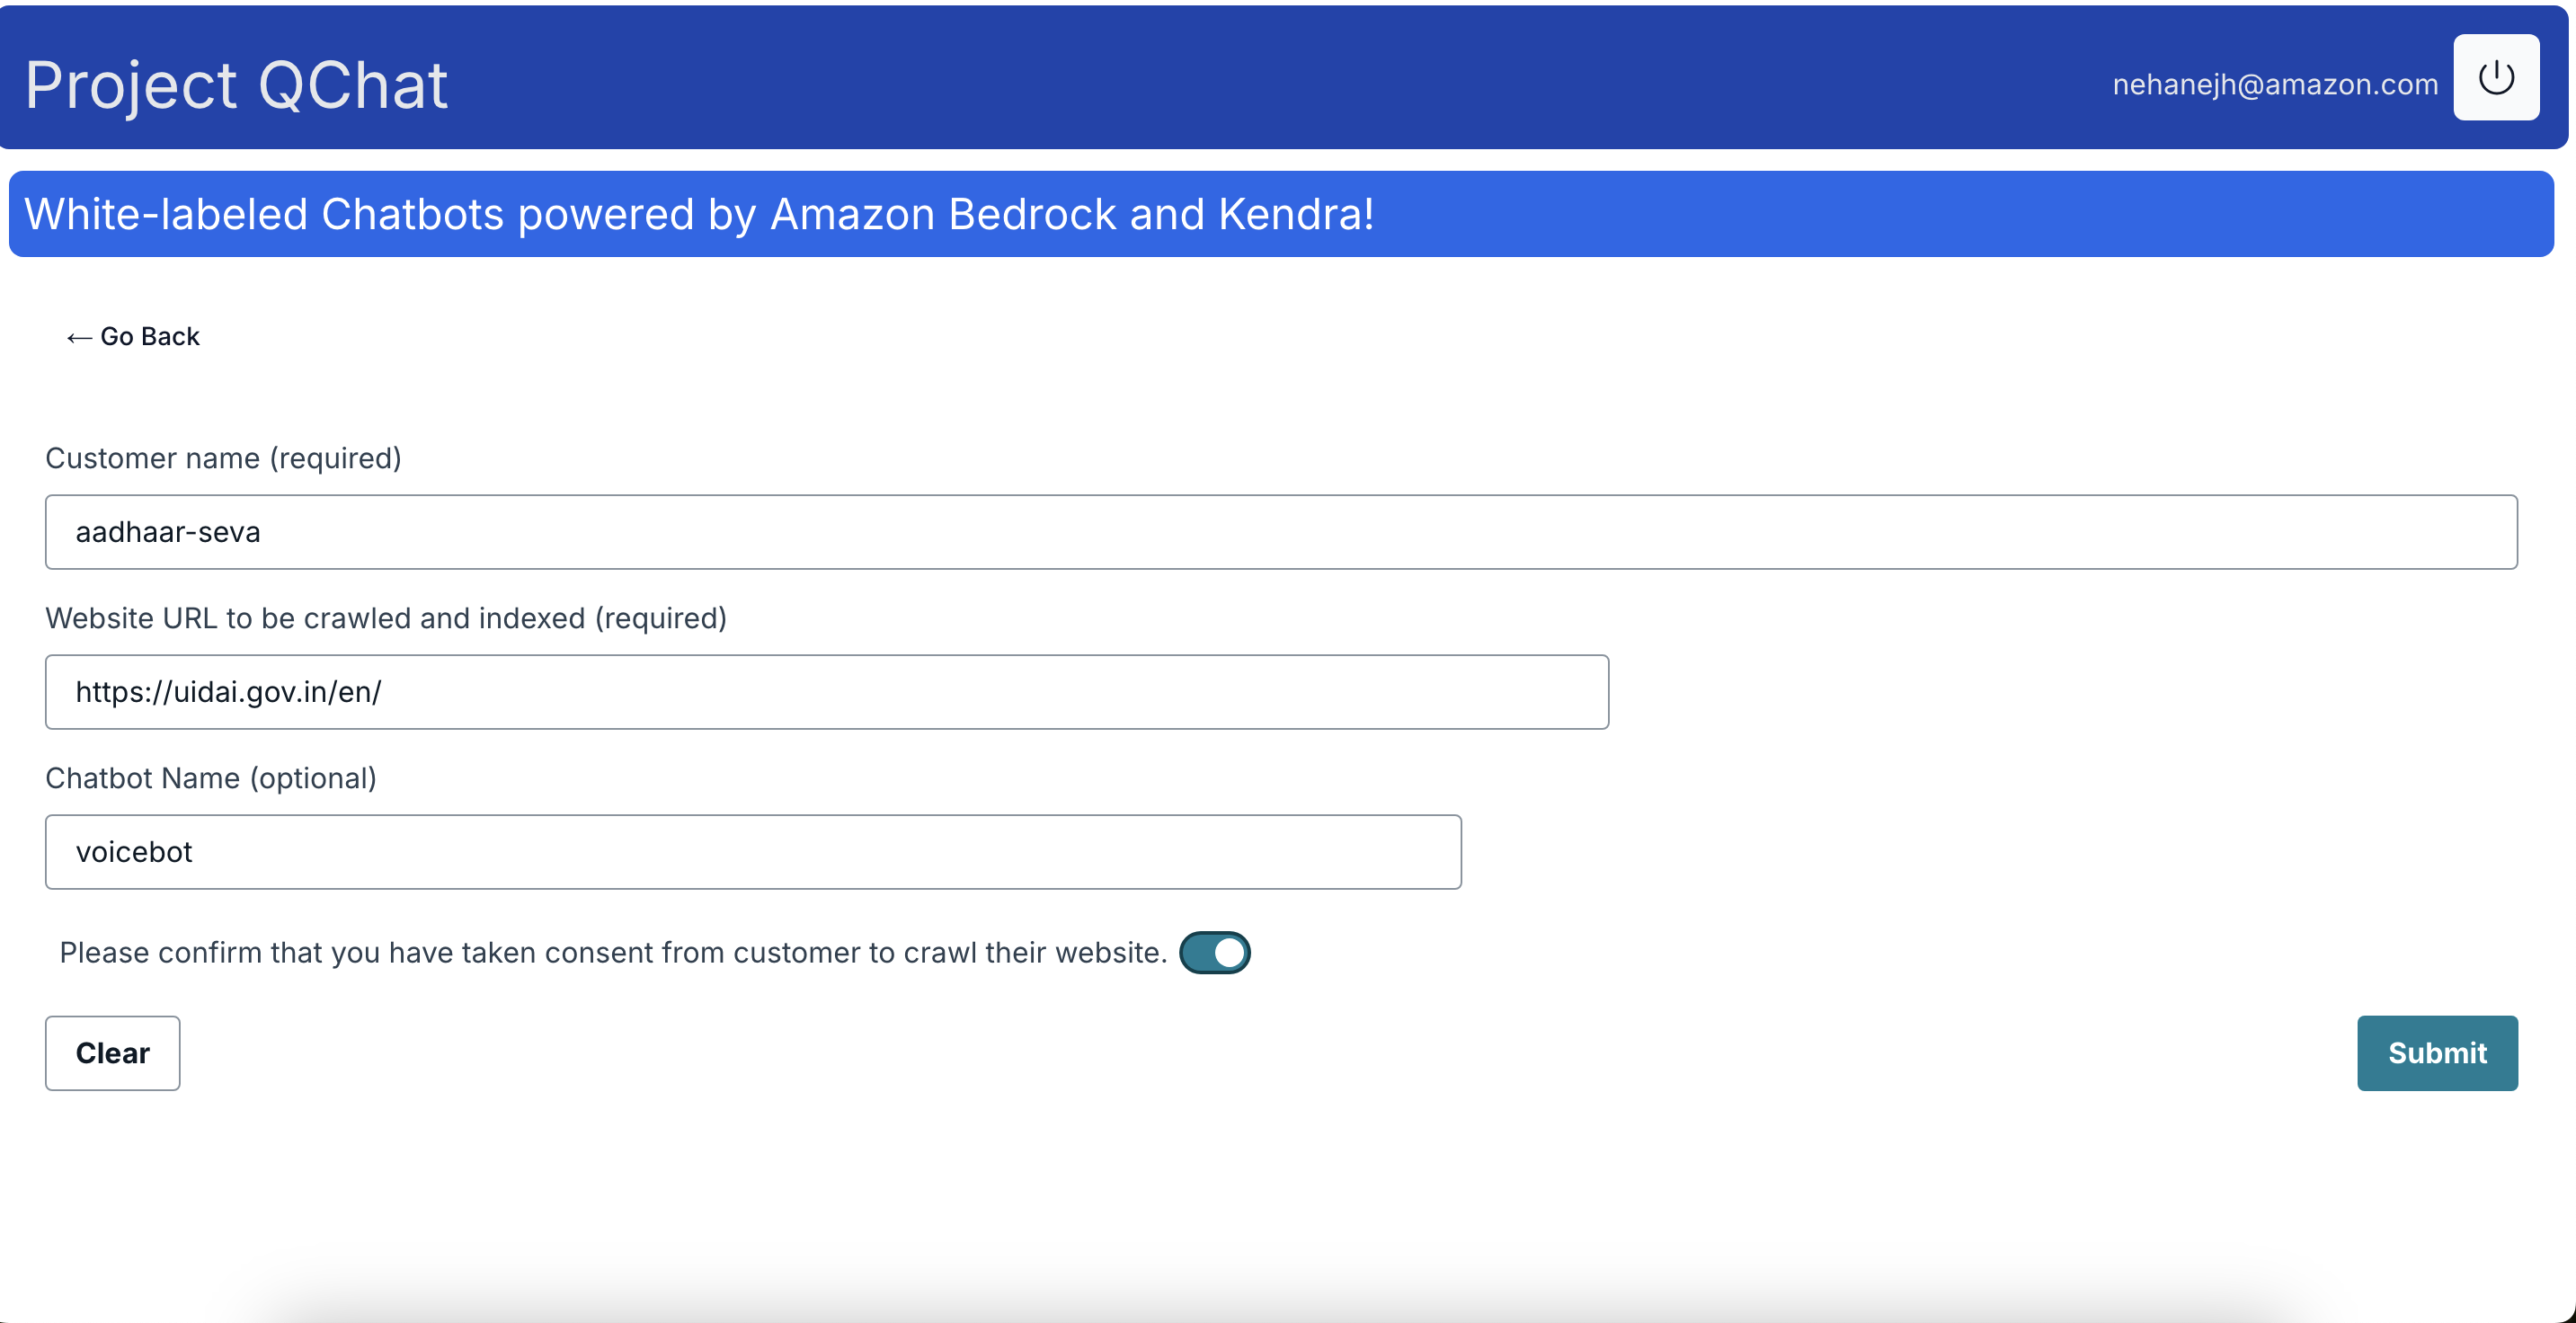 Project QChat
nehanejh@amazon.com
White-labeled Chatbots powered by Amazon Bedrock and Kendra!
← Go Back
Customer name (required)
aadhaar-seva
Website URL to be crawled and indexed (required)
https://uidai.gov.in/en/
Chatbot Name (optional)
voicebot
Please confirm that you have taken consent from customer to crawl their website.
Clear
Submit